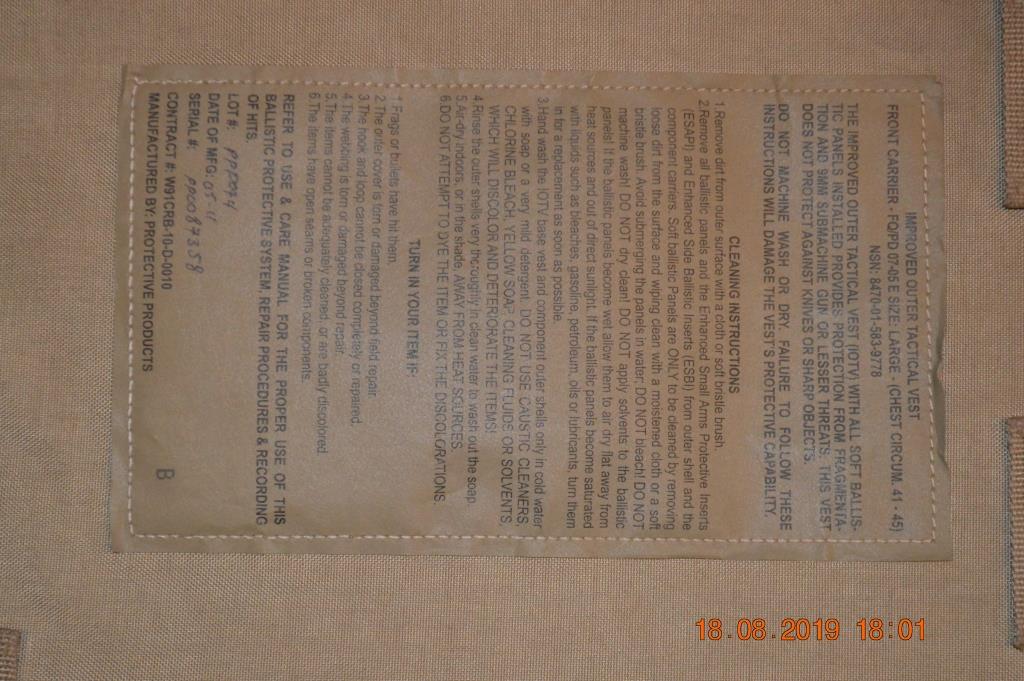 IMPROVED OUTER TACTICAL VEST
NSN: 8470-01-583-9778
FRONT CARRIER - FQ/PD 07-05 E SIZE LARGE - (CHEST CIRCUM. 41 - 45)
THE IMPROVED OUTER TACTICAL VEST (IOTV) WITH ALL SOFT BALLIS-
TIC PANELS INSTALLED PROVIDES PROTECTION FROM FRAGMENTA-
TION AND 9MM SUBMACHINE GUN OR LESSER THREATS. THIS VEST
DOES NOT PROTECT AGAINST KNIVES OR SHARP OBJECTS.
DO NOT MACHINE WASH OR DRY. FAILURE TO FOLLOW THESE
INSTRUCTIONS WILL DAMAGE THE VEST'S PROTECTIVE CAPABILITY.
CLEANING INSTRUCTIONS
1. Remove dirt from outer surface with a cloth or soft bristle brush.
2. Remove all ballistic panels and the Enhanced Small Arms Protective Inserts
(ESAPI) and Enhanced Side Ballistic Inserts (ESBI) from outer shell and the
component carriers. Soft ballistic Panels are ONLY to be cleaned by removing
loose dirt from the surface and wiping clean with a moistened cloth or a soft
bristle brush. Avoid submerging the panels in water; DO NOT bleach! DO NOT
machine wash! DO NOT dry clean! DO NOT apply solvents to the ballistic
panels! If the ballistic panels become wet allow them to air dry flat away from
heat sources and out of direct sunlight. If the ballistic panels become saturated
with liquids such as bleaches, gasoline, petroleum, oils or lubricants, turn them
in for a replacement as soon as possible.
3. Hand wash the IOTV base vest and component outer shells only in cold water
with soap or a very mild detergent. DO NOT USE CAUSTIC CLEANERS,
CHLORINE BLEACH, YELLOW SOAP, CLEANING FLUIDS OR SOLVENTS,
WHICH WILL DISCOLOR AND DETERIORATE THE ITEMS!
4. Rinse the outer shells very thoroughly in clean water to wash out the soap.
5. Air-dry indoors, or in the shade, AWAY FROM HEAT SOURCES.
6. DO NOT ATTEMPT TO DYE THE ITEM OR FIX THE DISCOLORATIONS.
TURN IN YOUR ITEM IF:
1. Frags or bullets have hit them.
2. The outer cover is torn or damaged beyond field repair.
3. The hook and loop cannot be closed completely or repaired.
4. The webbing is torn or damaged beyond repair.
5. The items cannot be adequately cleaned or are badly discolored.
6. The items have open seams or broken components.
REFER TO USE & CARE MANUAL FOR THE PROPER USE OF THIS
BALLISTIC PROTECTIVE SYSTEM, REPAIR PROCEDURES & RECORDING
OF HITS.
LOT #:
DATE OF MFG: 05-11
SERIAL #: PP0087358
CONTRACT #: W91CRB-10-D-0010
MANUFACTURED BY: PROTECTIVE PRODUCTS
B
18.08.2019 18:01